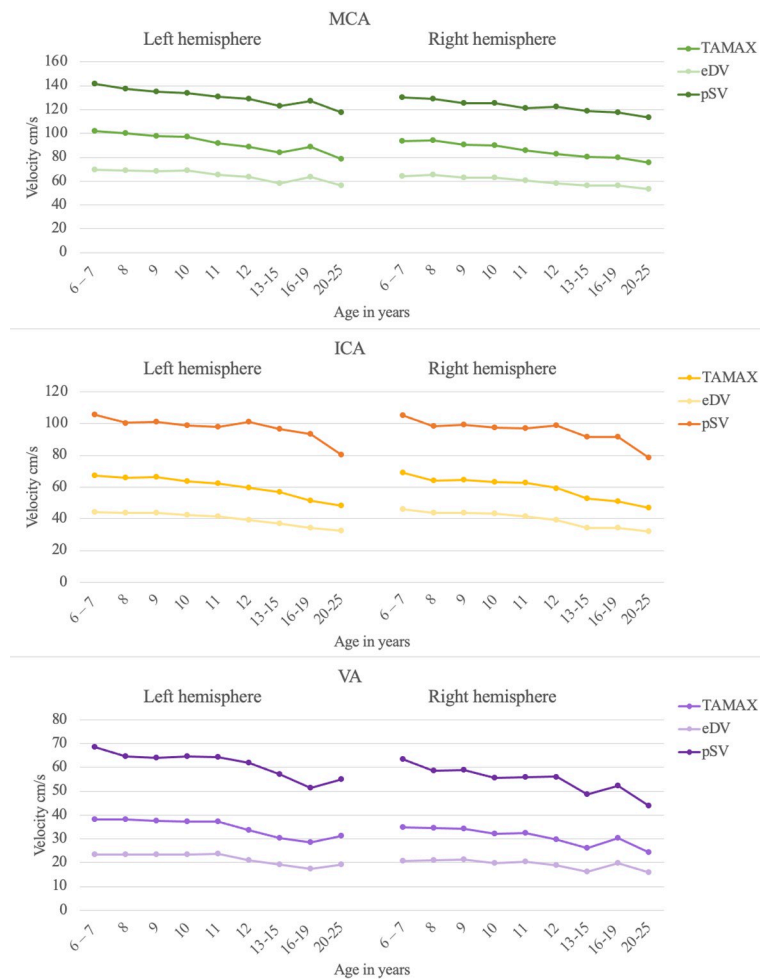 MCA
Left hemisphere
Right hemisphere
TAMAX
eDV
pSV
Velocity cm/s
160
140
120
100
80
60
40
20
0
6 – 7
8
9
10
11
12
13-15
16-19
20-25
6 – 7
8
9
10
11
12
13-15
16-19
20-25
Age in years
ICA
Left hemisphere
Right hemisphere
TAMAX
eDV
pSV
Velocity cm/s
120
100
80
60
40
20
0
6 – 7
8
9
10
11
12
13-15
16-19
20-25
6 – 7
8
9
10
11
12
13-15
16-19
20-25
Age in years
VA
Left hemisphere
Right hemisphere
TAMAX
eDV
pSV
Velocity cm/s
80
70
60
50
40
30
20
10
0
6 – 7
8
9
10
11
12
13-15
16-19
20-25
6 – 7
8
9
10
11
12
13-15
16-19
20-25
Age in years